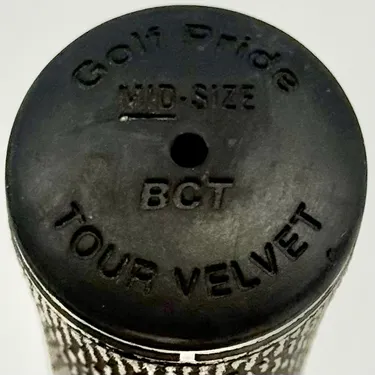 Golf Pride
MID-SiZE
BCT
TOUR VELVET